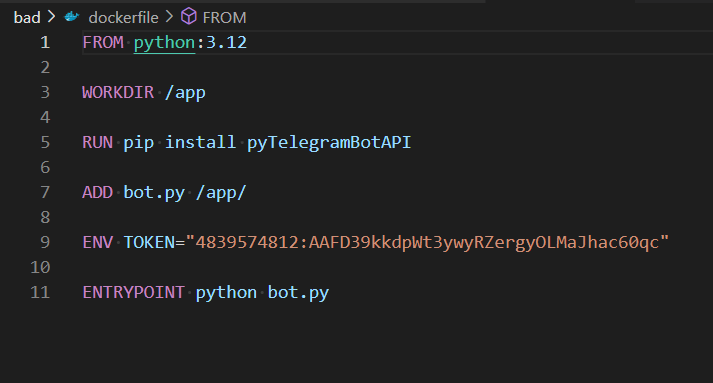 bad > dockerfile > FROM
1 FROM python:3.12
2
3 WORKDIR /app
4
5 RUN pip install pyTelegramBotAPI
6
7 ADD bot.py /app/
8
9 ENV TOKEN="4839574812:AAFD39kkdpWt3ywyRZergyOLMaJhac60qc"
10
11 ENTRYPOINT python bot.py